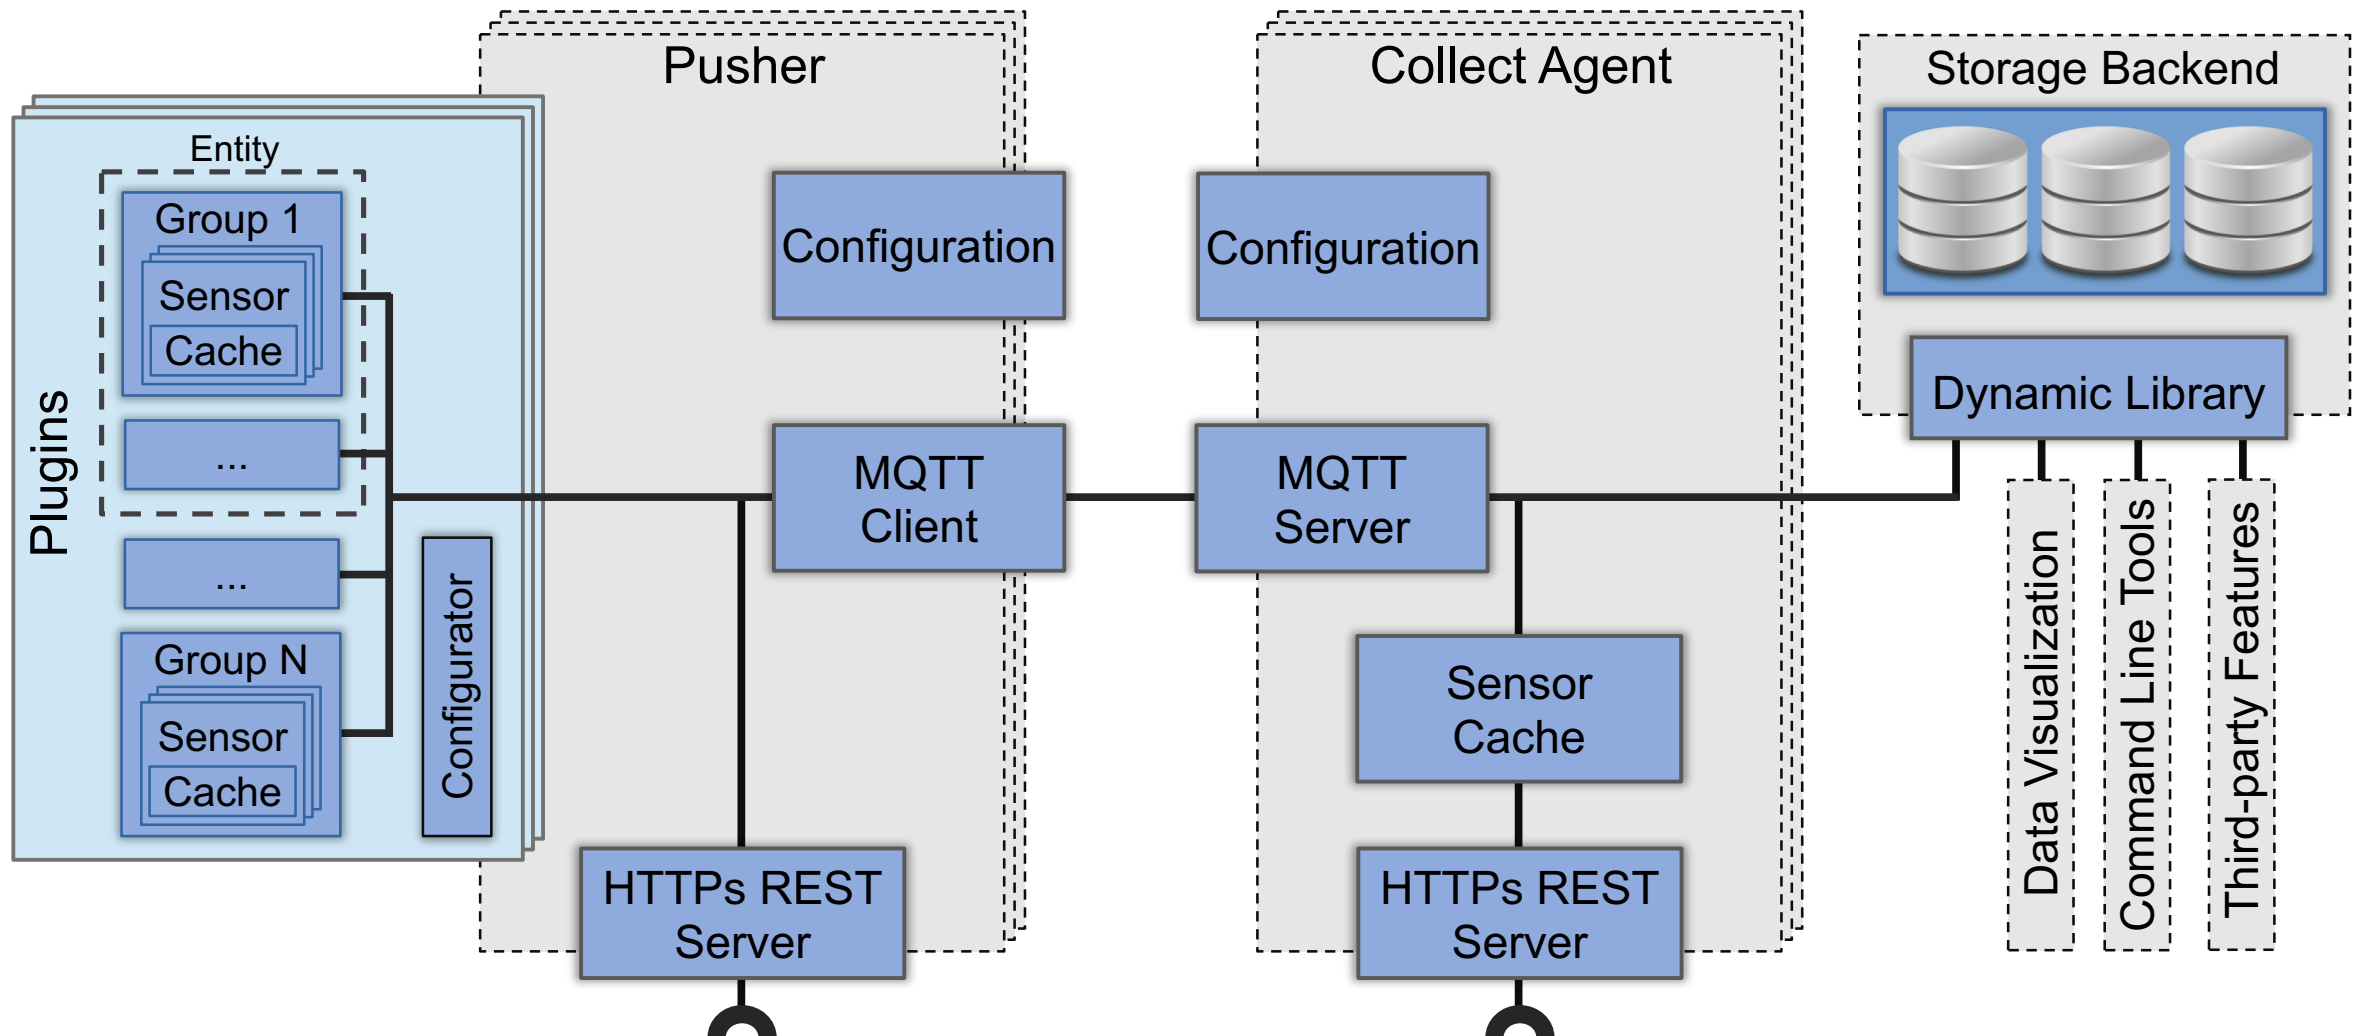 Pusher
Collect Agent
Storage Backend
Plugins
Entity
Group 1
Sensor
Cache
...
...
Group N
Sensor
Cache
Configurator
Configuration
MQTT
Client
HTTPs REST
Server
Configuration
MQTT
Server
Sensor
Cache
HTTPs REST
Server
Dynamic Library
Data Visualization
Command Line Tools
Third-party Features